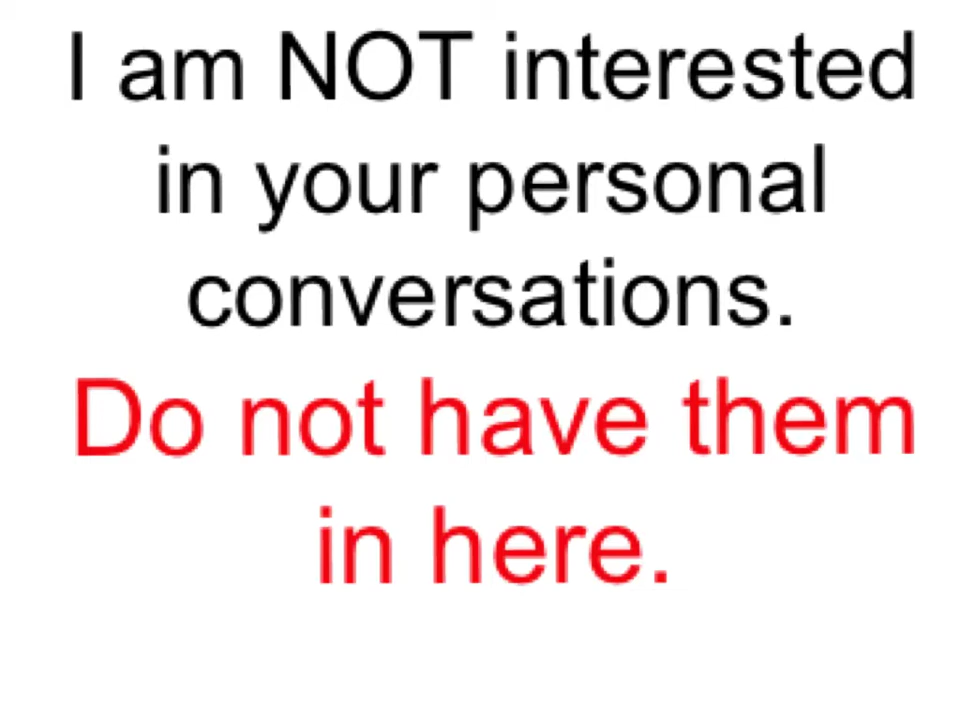 I am NOT interested
in your personal
conversations.
Do not have them
in here.